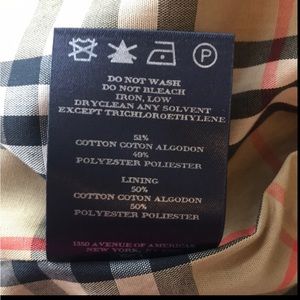 P
DO NOT WASH
DO NOT BLEACH
IRON, LOW
DRYCLEAN ANY SOLVENT
EXCEPT TRICHLOROETHYLENE
51%
COTTON COTON ALGODON
49%
POLYESTER POLIESTER
LINING
50%
COTTON COTON ALGODON
50%
POLYESTER POLIESTER
1350 AVENUE OF AMERICAS
NEW YORK,